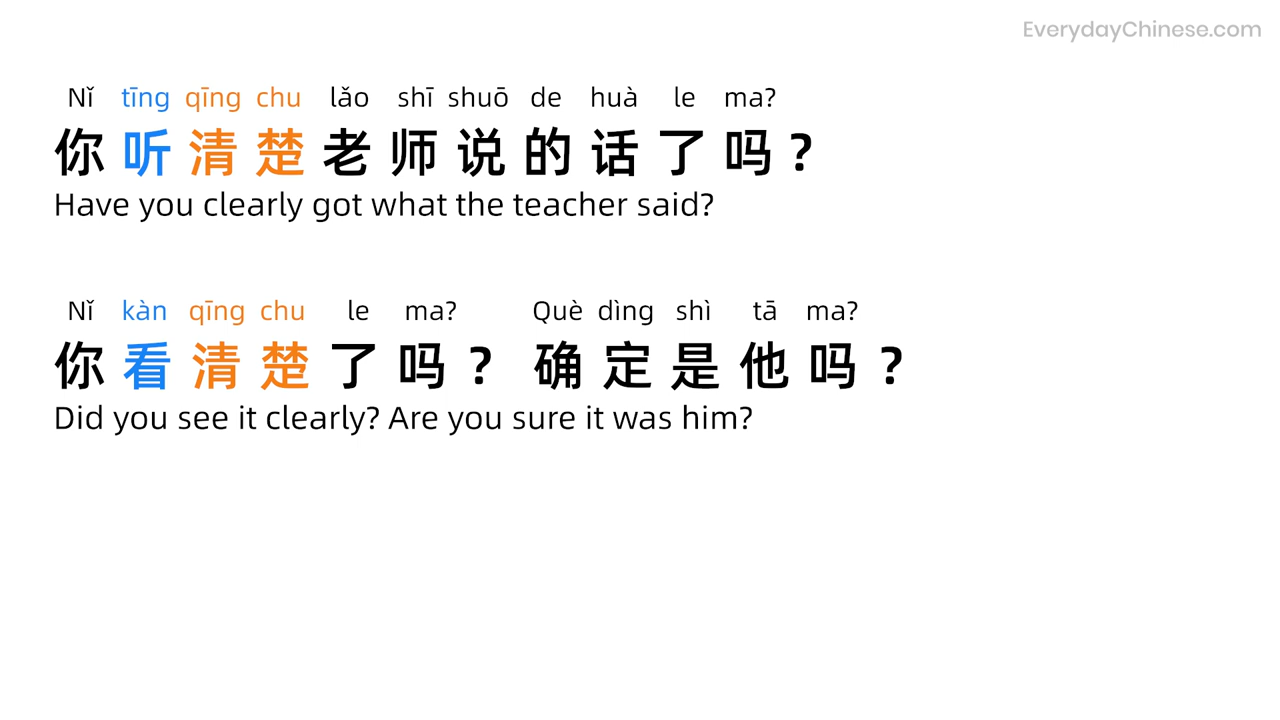 EverydayChinese.com
Nǐ tīng qīng chu lǎo shī shuō de huà le ma?
你听清楚老师说的话了吗？
Have you clearly got what the teacher said?
Nǐ kàn qīng chu le ma? Què dìng shì tā ma?
你看清楚了吗？确定是他吗？
Did you see it clearly? Are you sure it was him?